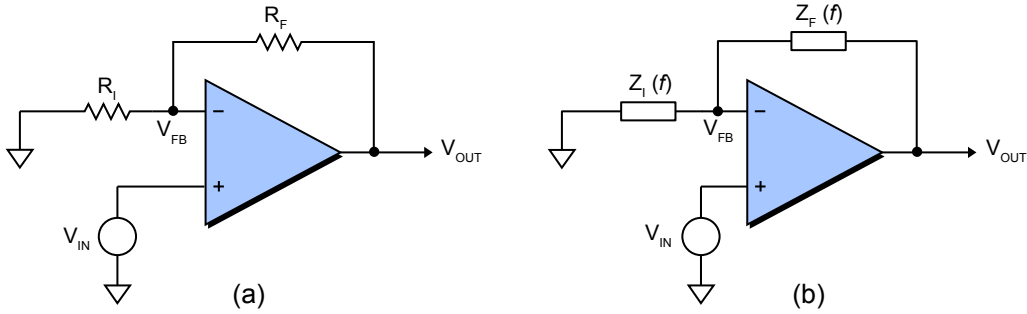 R_F
R_I
V_FB
−
+
V_OUT
V_IN
(a)
Z_F (f)
Z_I (f)
V_FB
−
+
V_OUT
V_IN
(b)